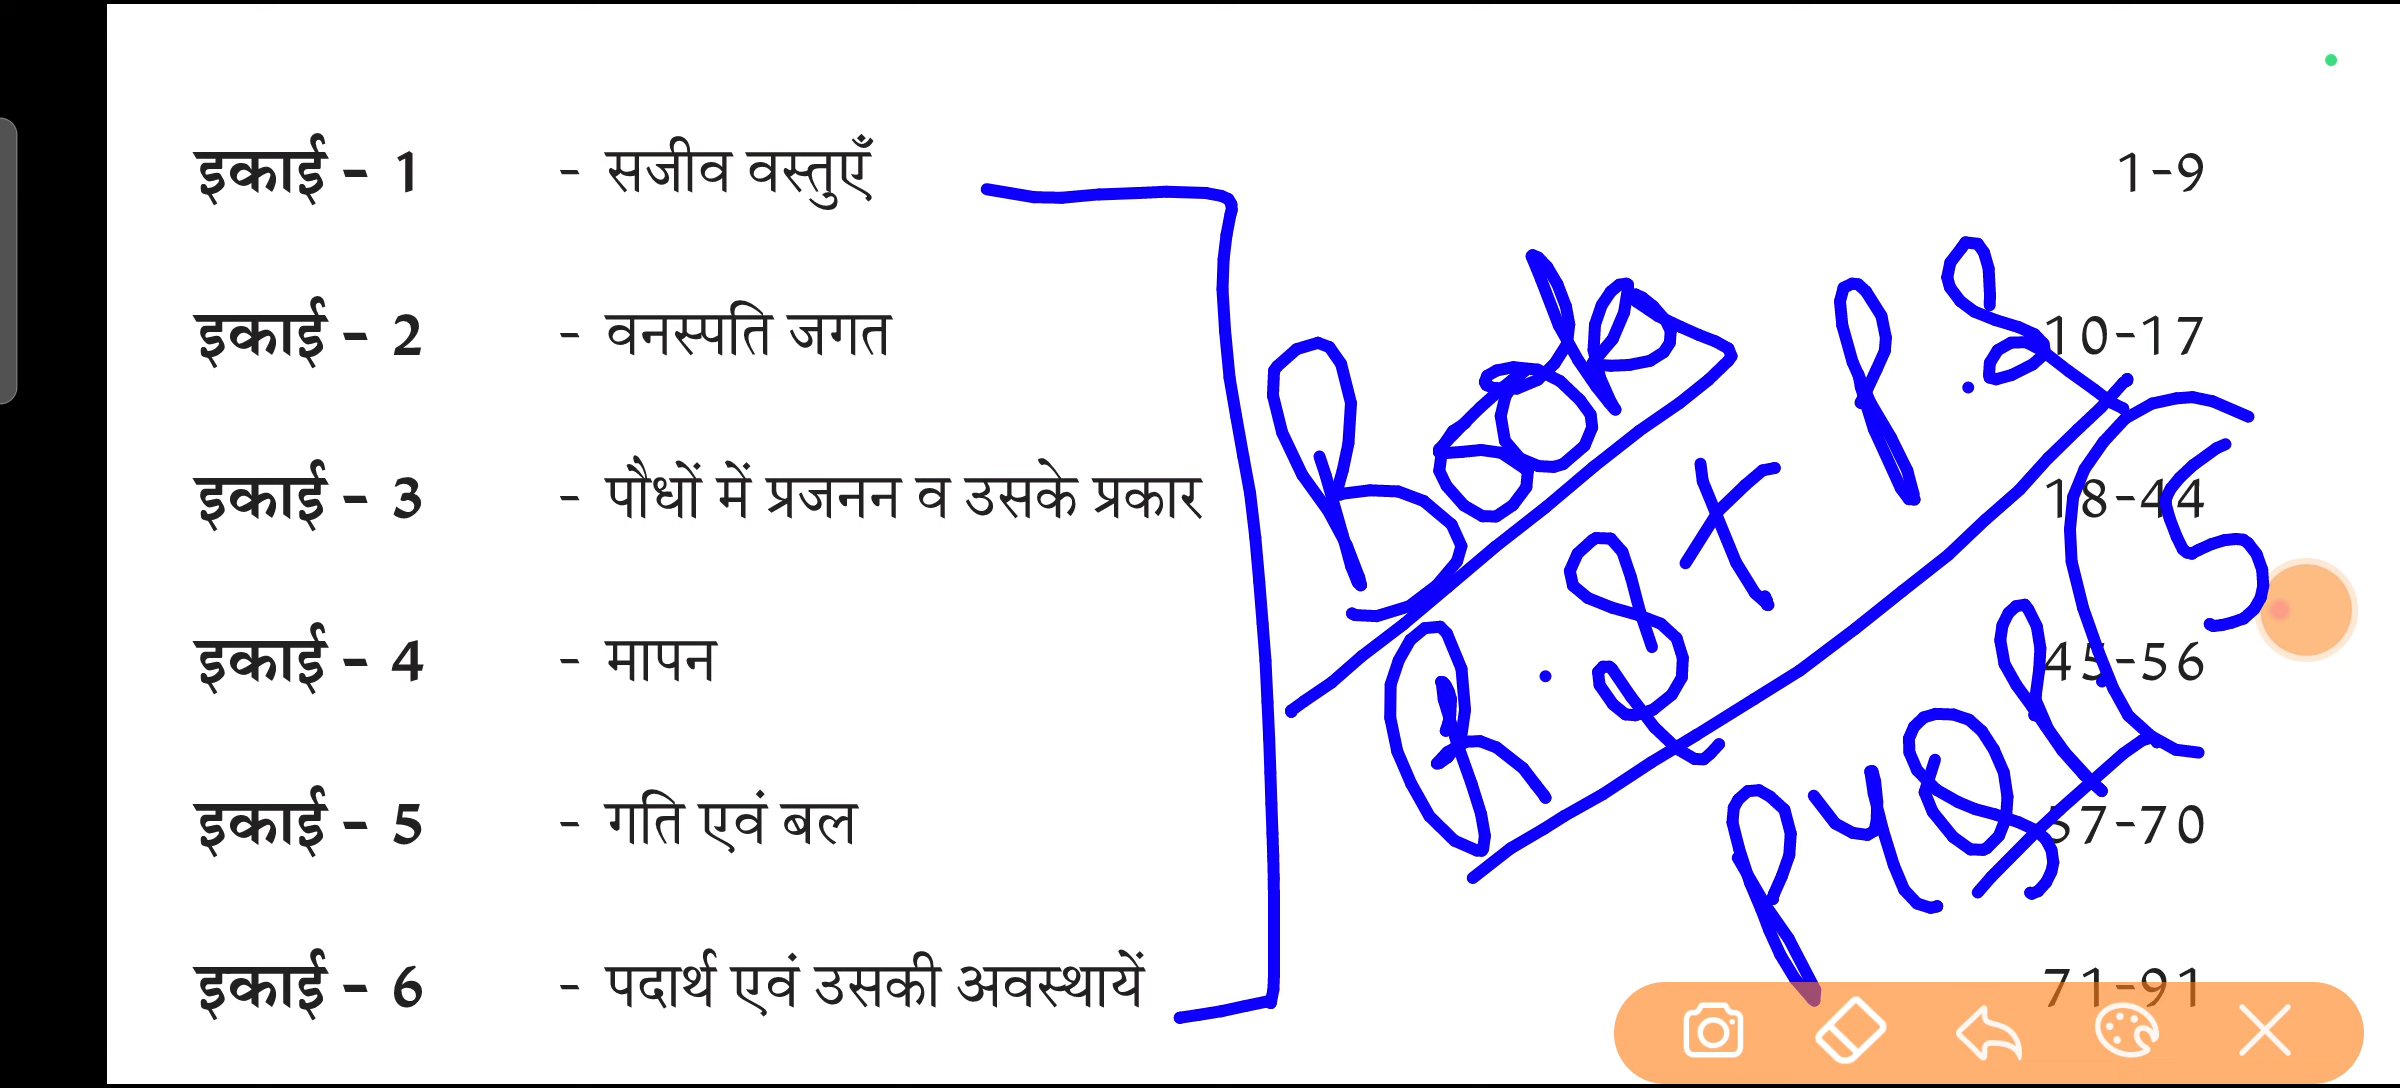 इकाई - 1 - सजीव वस्तुएँ 1-9
इकाई - 2 - वनस्पति जगत 10-17
इकाई - 3 - पौधों में प्रजनन व उसके प्रकार 18-44
इकाई - 4 - मापन 45-56
इकाई - 5 - गति एवं बल 57-70
इकाई - 6 - पदार्थ एवं उसकी अवस्थायें 71-91
Book